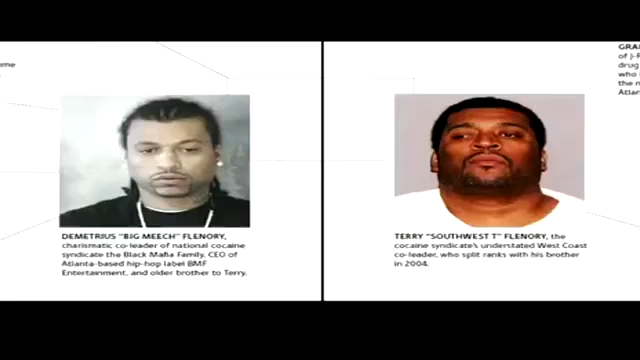 ime
DEMETRIUS "BIG MEECH" FLENORY,
charismatic co-leader of national cocaine
syndicate the Black Mafia Family, CEO of
Atlanta-based hip-hop label BMF
Entertainment, and older brother to Terry.
TERRY "SOUTHWEST T" FLENORY, the
cocaine syndicate's understated West Coast
co-leader, who split ranks with his brother
in 2004.
GRA
drug
who
the
Atlan